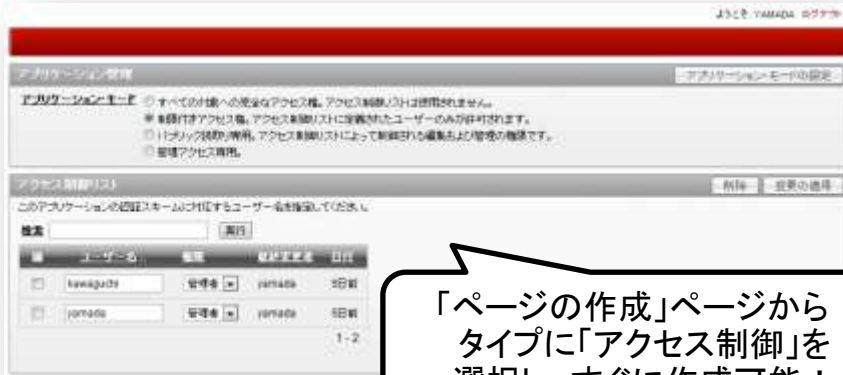 ようこそ YAMADA ログアウト
アプリケーション管理
アプリケーション・モードの設定
アプリケーション・モード
すべての対象への完全なアクセス権。アクセス制御リストは使用されません。
制限付きアクセス権。アクセス制御リストに定義されたユーザーのみが許可されます。
パブリック読取り専用。アクセス制御リストによって制御される編集および管理の権限です。
管理アクセス専用。
アクセス制御リスト
削除 変更の適用
このアプリケーションの認証スキームに対応するユーザー名を指定してください。
検索 実行
ユーザー名 権限 最終変更者 日付
kawaguchi 管理者 yamada 5日前
yamada 管理者 yamada
1 - 2
「ページの作成」ページから
タイプに「アクセス制御」を
選択し、すぐに作成可能！